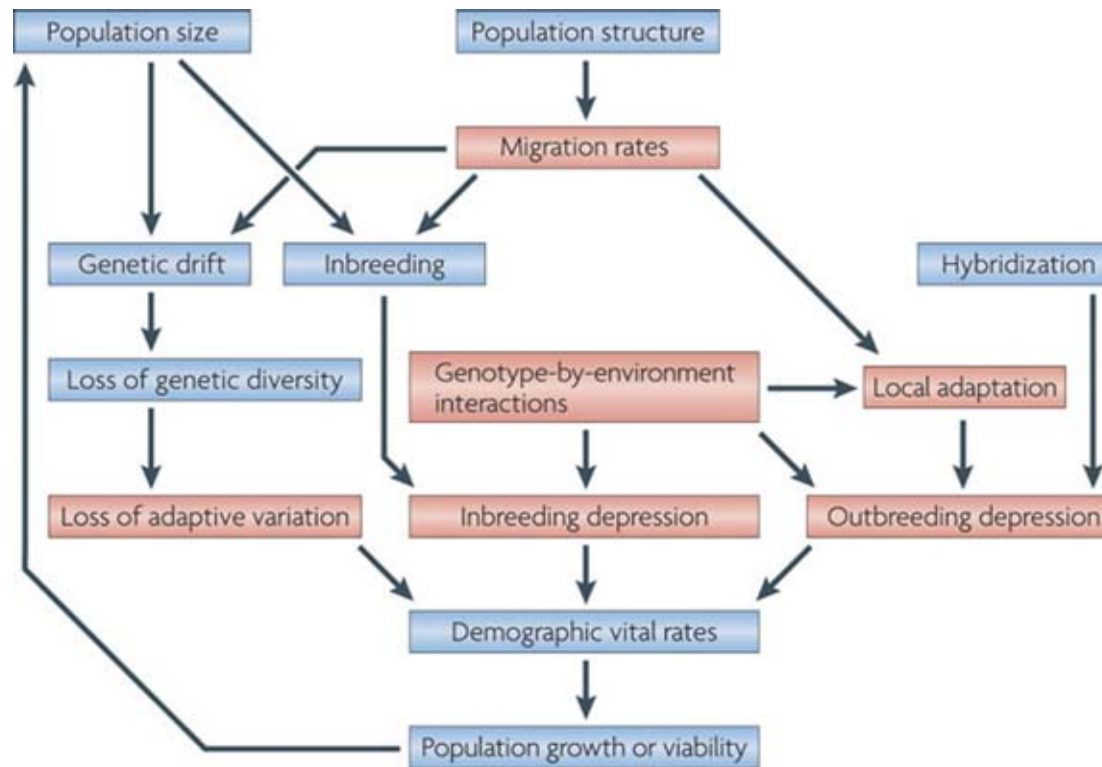 Population size
Population structure
Migration rates
Genetic drift
Inbreeding
Hybridization
Loss of genetic diversity
Genotype-by-environment
interactions
Local adaptation
Loss of adaptive variation
Inbreeding depression
Outbreeding depression
Demographic vital rates
Population growth or viability